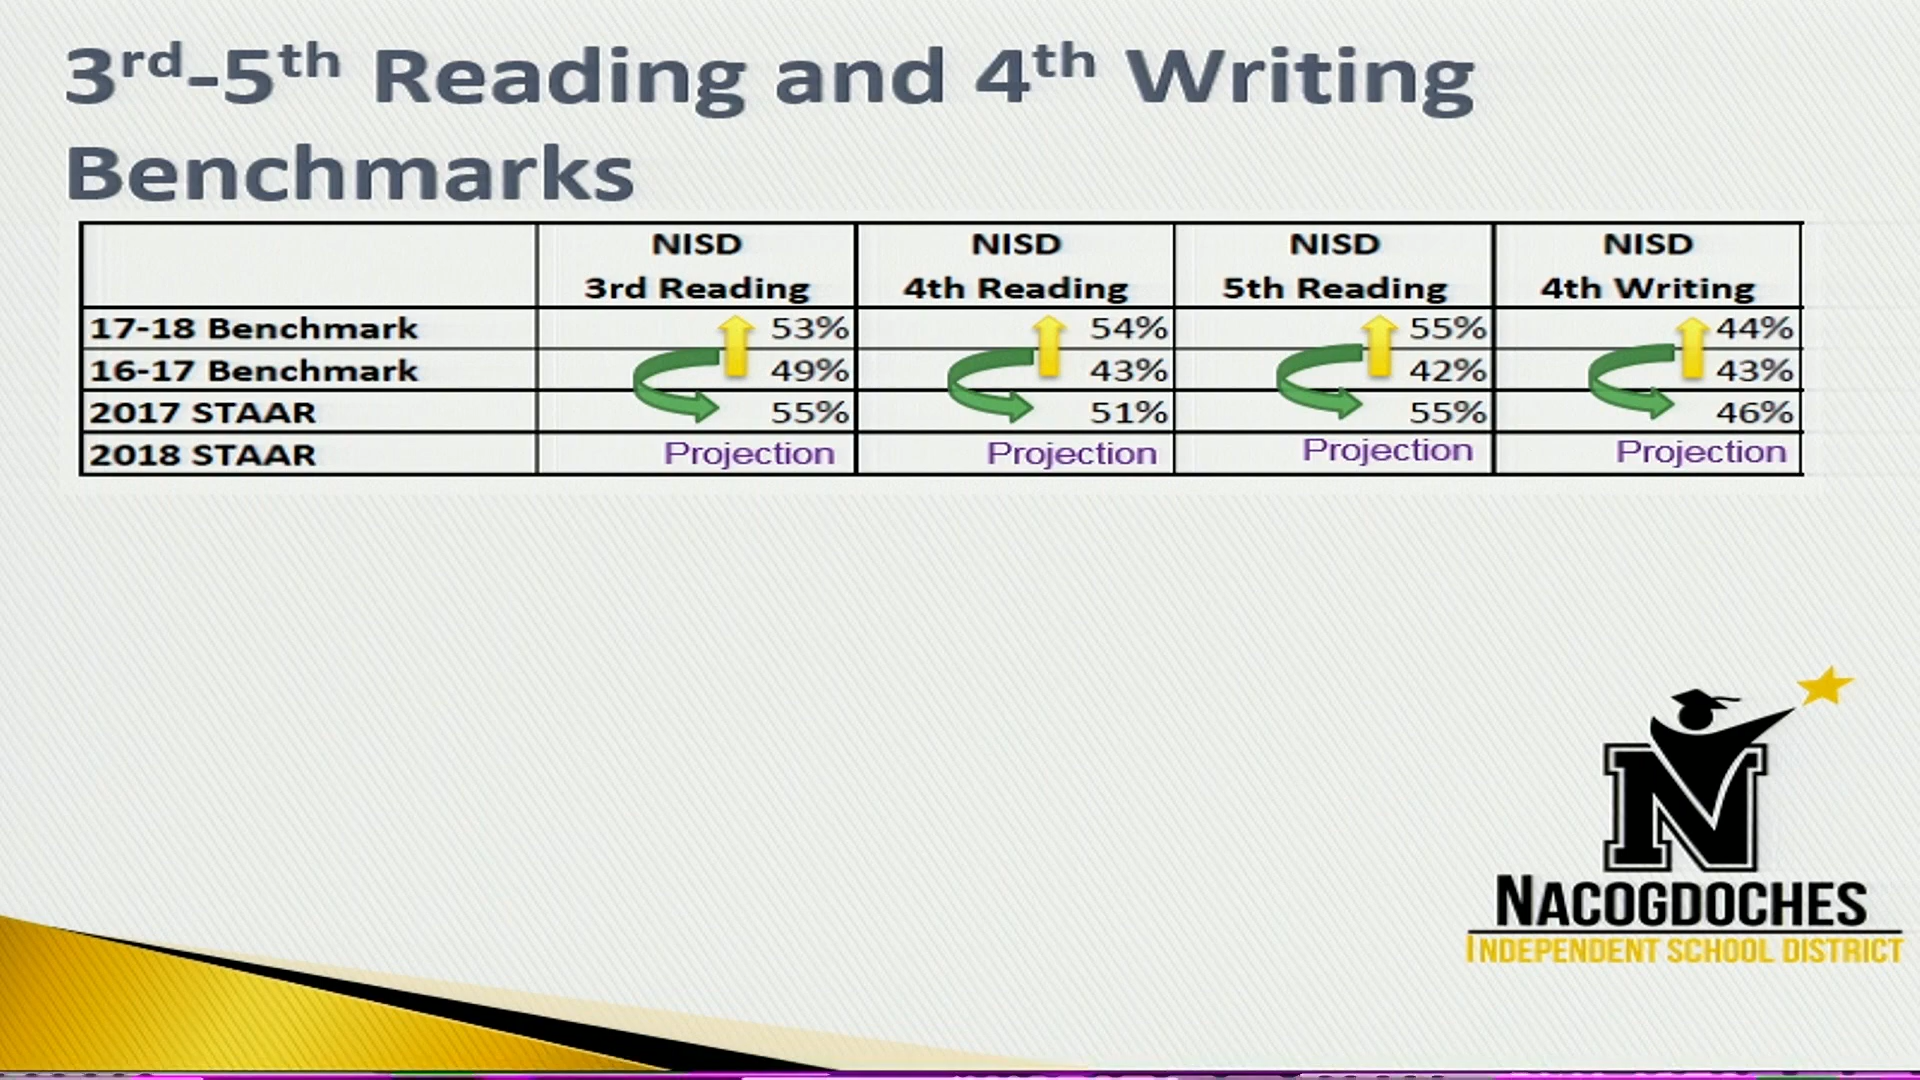 3rd-5th Reading and 4th Writing
Benchmarks
NISD NISD NISD NISD
3rd Reading 4th Reading 5th Reading 4th Writing
17-18 Benchmark 53% 54% 55% 44%
16-17 Benchmark 49% 43% 42% 43%
2017 STAAR 55% 51% 55% 46%
2018 STAAR Projection Projection Projection Projection
N
NACOGDOCHES
INDEPENDENT SCHOOL DISTRICT